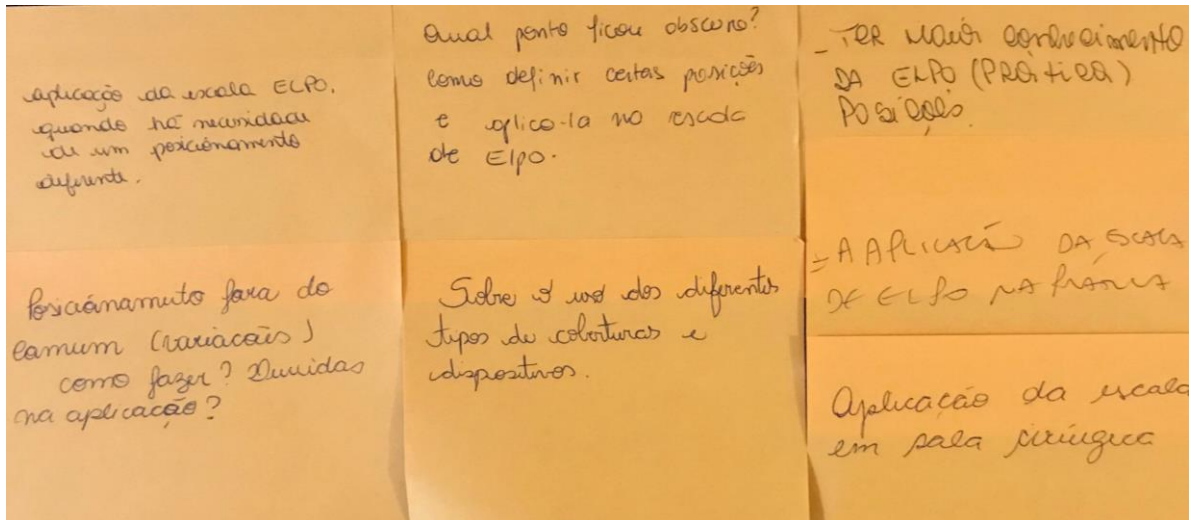 aplicação da escala ELPO,
quando há necessidade
de um posicionamento
diferente.
Qual ponto ficou obscuro?
Como definir certas posições
e aplica-la na escala
de Elpo.
- TER MAior conhecimento
DA ELPO (PRÁtiCA)
POSições.
Posicionamento fora do
comum (variacões)
como fazer? Duvidas
na aplicação?
Sobre o uso dos diferentes
tipos de coberturas e
dispositivos.
- A APLICAÇÃO DA ESCALA
DE ELPO NA PRÁTICA
Aplicação da escala
em sala cirúrgica